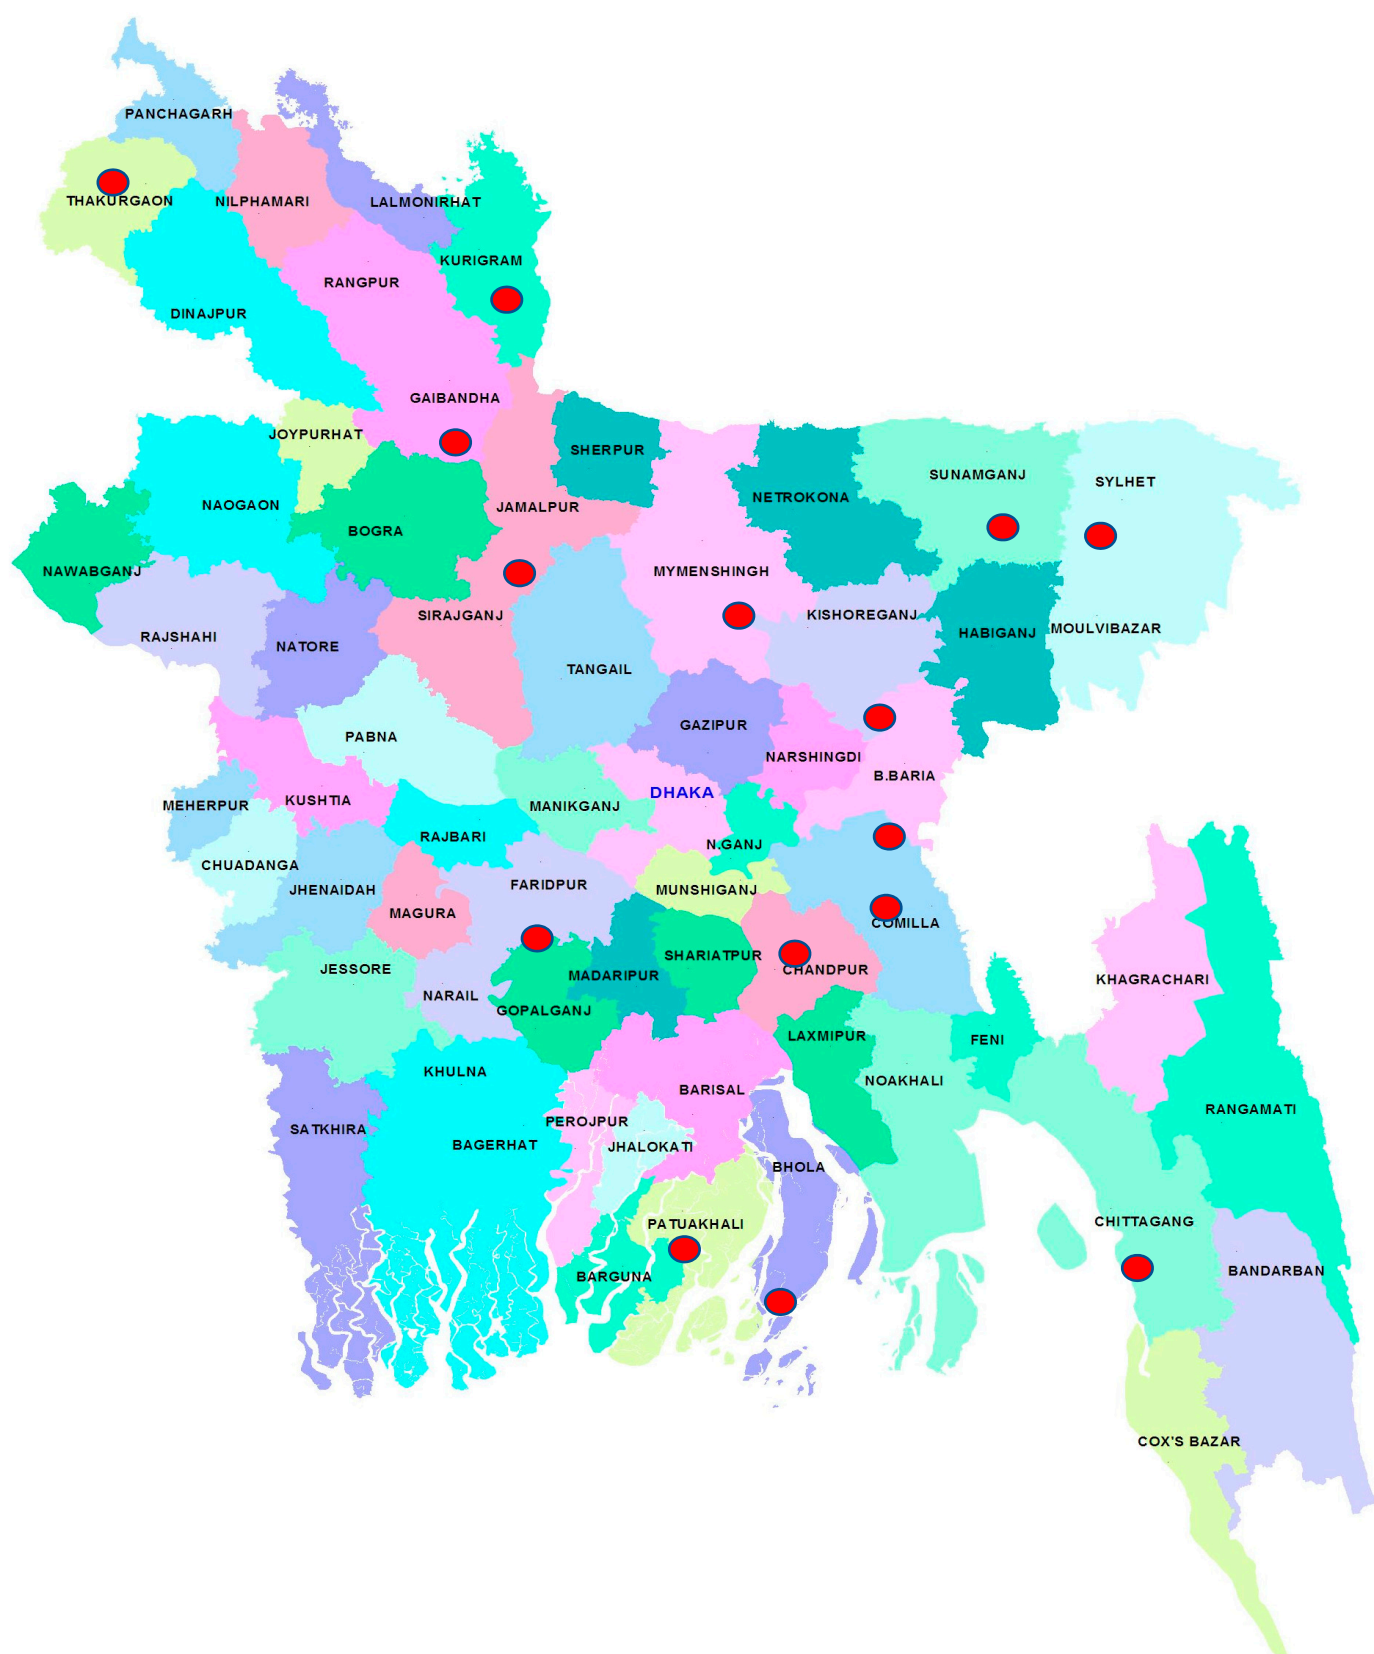 PANCHAGARH
THAKURGAON
NILPHAMARI
LALMONIRHAT
KURIGRAM
RANGPUR
DINAJPUR
GAIBANDHA
JOYPURHAT
SHERPUR
SUNAMGANJ
SYLHET
NETROKONA
NAOGAON
JAMALPUR
BOGRA
NAWABGANJ
MYMENSHINGH
SIRAJGANJ
KISHOREGANJ
RAJSHAHI
HABIGANJ
MOULVIBAZAR
NATORE
TANGAIL
GAZIPUR
PABNA
NARSHINGDI
B.BARIA
DHAKA
MEHERPUR
KUSHTIA
MANIKGANJ
RAJBARI
N.GANJ
CHUADANGA
JHENAIDAH
FARIDPUR
MUNSHIGANJ
MAGURA
COMILLA
JESSORE
SHARIATPUR
MADARIPUR
CHANDPUR
KHAGRACHARI
NARAIL
GOPALGANJ
LAXMIPUR
FENI
KHULNA
NOAKHALI
BARISAL
RANGAMATI
PEROJPUR
SATKHIRA
BAGERHAT
JHALOKATI
BHOLA
PATUAKHALI
CHITTAGANG
BARGUNA
BANDARBAN
COX'S BAZAR